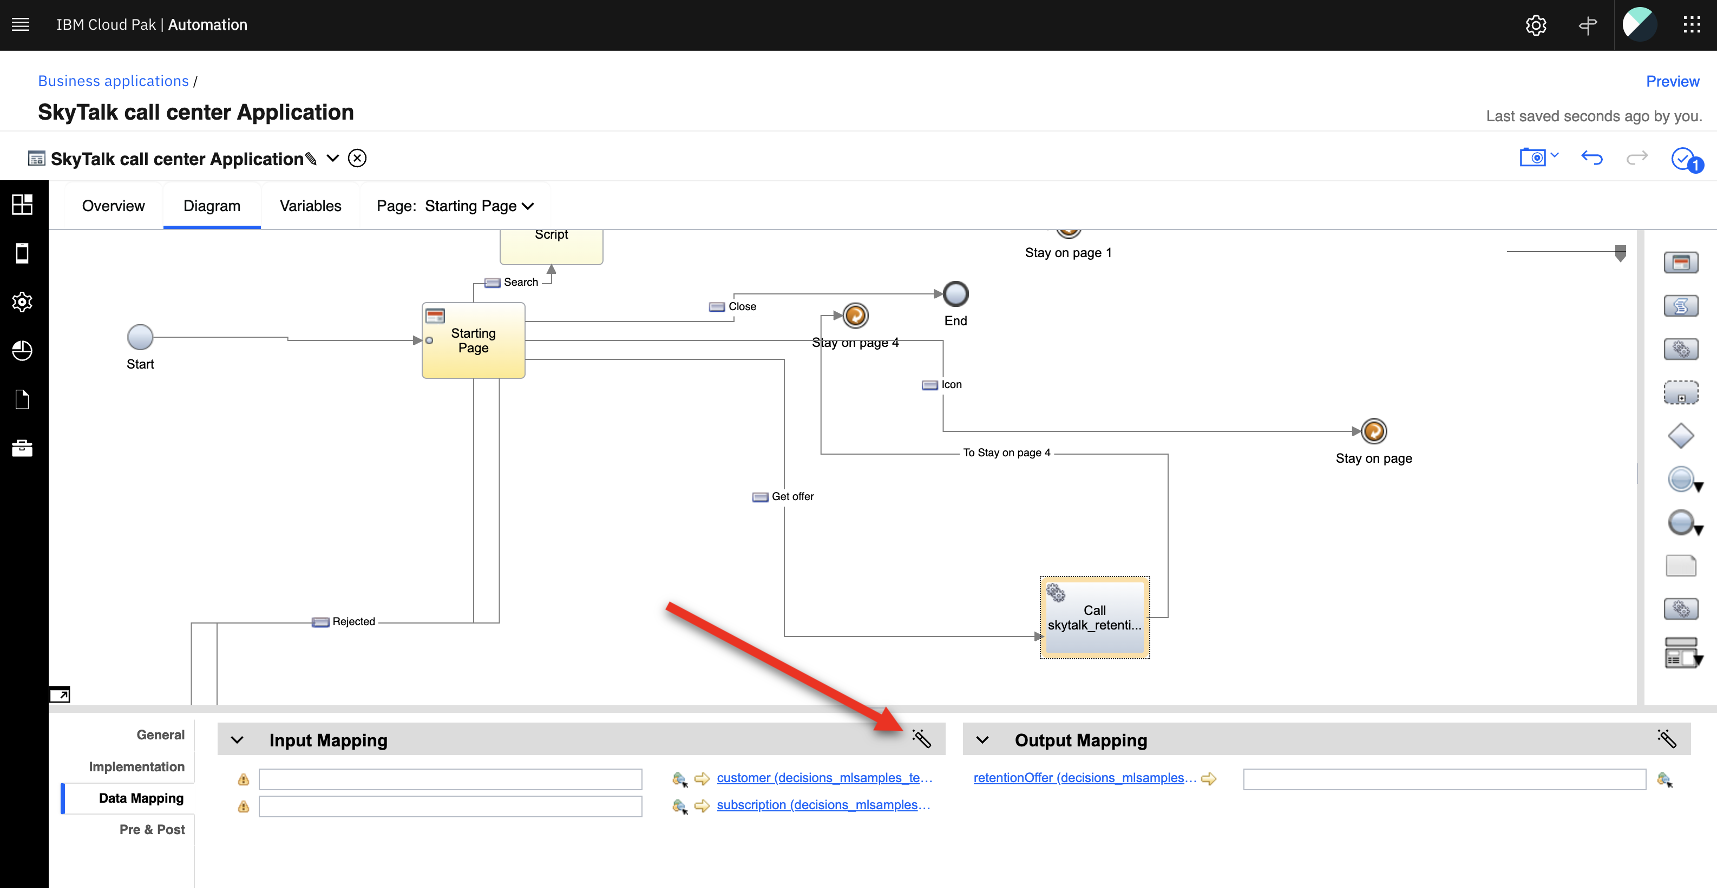 IBM Cloud Pak | Automation
Business applications /
Preview
SkyTalk call center Application
Last saved seconds ago by you.
SkyTalk call center Application
1
Overview
Diagram
Variables
Page: Starting Page
Script
Stay on page 1
Search
Close
End
Starting
Page
Stay on page 4
Start
Icon
Stay on page
To Stay on page 4
Get offer
Call
skytalk_retenti...
Rejected
General
Implementation
Data Mapping
Pre & Post
Input Mapping
customer (decisions_mlsamples_te...
subscription (decisions_mlsamples...
Output Mapping
retentionOffer (decisions_mlsamples...